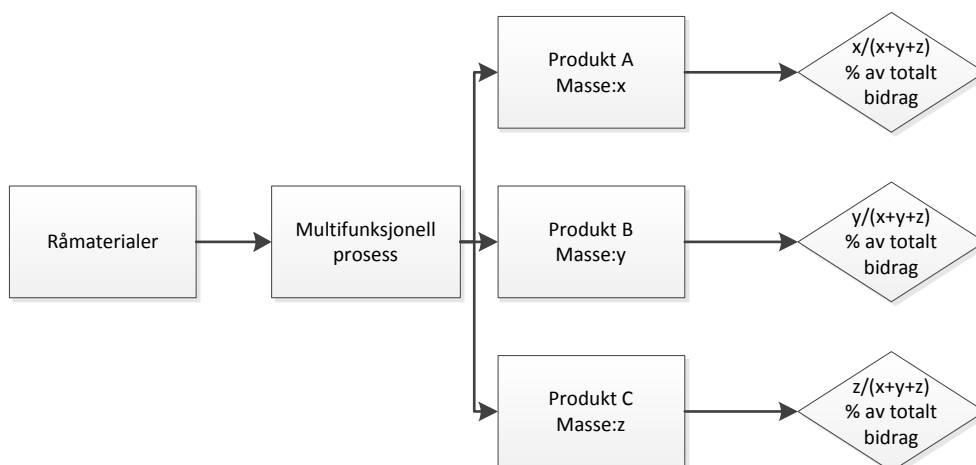 Råmaterialer
Multifunksjonell
prosess
Produkt A
Masse:x
x/(x+y+z)
% av totalt
bidrag
Produkt B
Masse:y
y/(x+y+z)
% av totalt
bidrag
Produkt C
Masse:z
z/(x+y+z)
% av totalt
bidrag